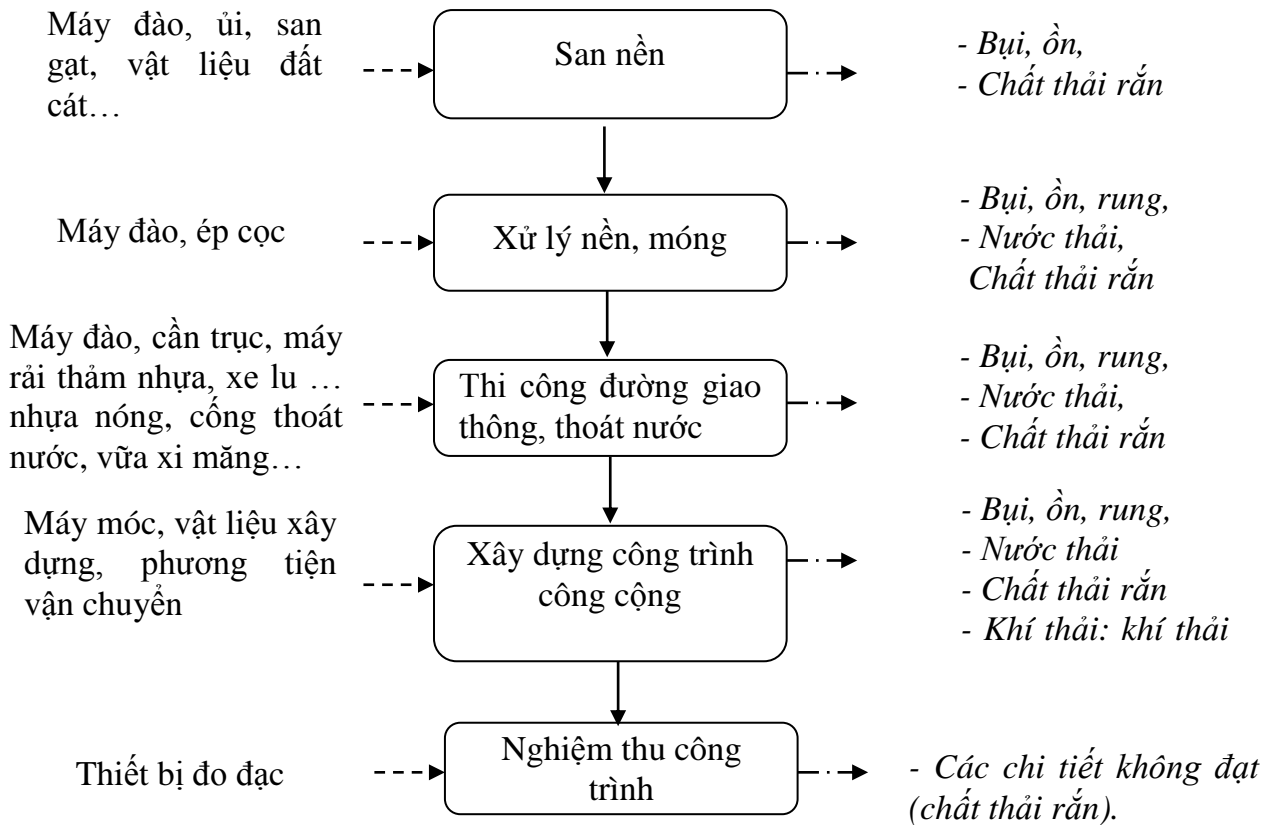 Máy đào, ủi, san
gạt, vật liệu đất
cát…
San nền
- Bụi, ồn,
- Chất thải rắn
Máy đào, ép cọc
Xử lý nền, móng
- Bụi, ồn, rung,
- Nước thải,
Chất thải rắn
Máy đào, cần trục, máy
rải thảm nhựa, xe lu …
nhựa nóng, cống thoát
nước, vữa xi măng…
Thi công đường giao
thông, thoát nước
- Bụi, ồn, rung,
- Nước thải,
- Chất thải rắn
Máy móc, vật liệu xây
dựng, phương tiện
vận chuyển
Xây dựng công trình
công cộng
- Bụi, ồn, rung,
- Nước thải
- Chất thải rắn
- Khí thải: khí thải
Thiết bị đo đạc
Nghiệm thu công
trình
- Các chi tiết không đạt
(chất thải rắn).